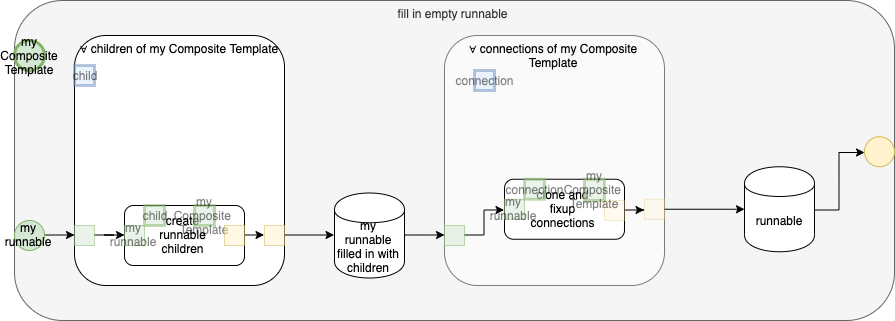 fill in empty runnable
my
Composite
Template
∀ children of my Composite Template
child
my
runnable
my
runnable
child
my
Composite
Template
create
runnable
children
my
runnable
filled in with
children
∀ connections of my Composite
Template
connection
my
runnable
connection
my
Composite
Template
clone and
fixup
connections
runnable